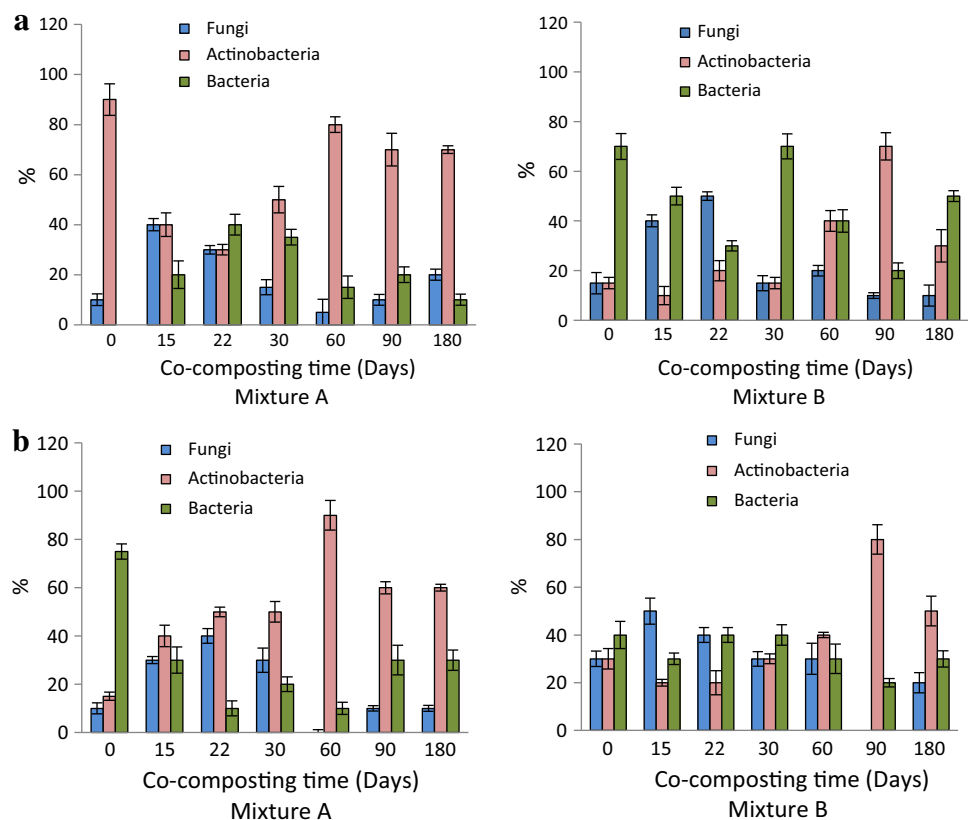 a
120
100
80
60
40
20
0
%
Fungi
Actinobacteria
Bacteria
0 15 22 30 60 90 180
Co-composting time (Days)
Mixture A
120
100
80
60
40
20
0
%
Fungi
Actinobacteria
Bacteria
0 15 22 30 60 90 180
Co-composting time (Days)
Mixture B
b
120
100
80
60
40
20
0
%
Fungi
Actinobacteria
Bacteria
0 15 22 30 60 90 180
Co-composting time (Days)
Mixture A
120
100
80
60
40
20
0
%
Fungi
Actinobacteria
Bacteria
0 15 22 30 60 90 180
Co-composting time (Days)
Mixture B